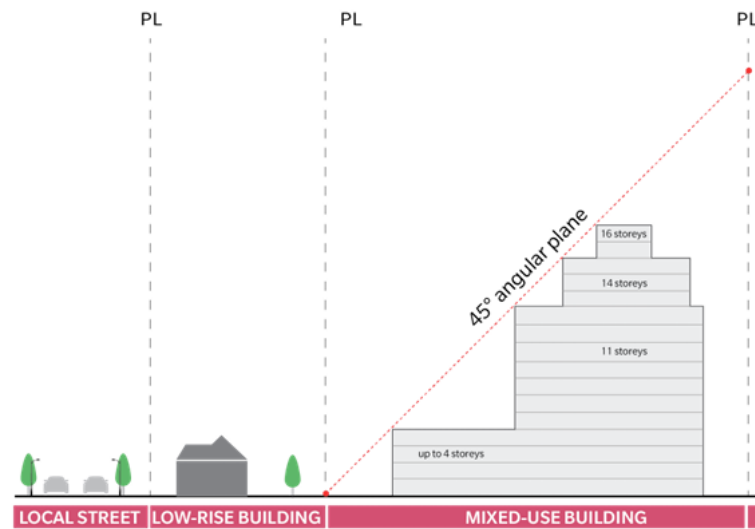 PL
PL
PL
45° angular plane
16 storeys
14 storeys
11 storeys
up to 4 storeys
LOCAL STREET
LOW-RISE BUILDING
MIXED-USE BUILDING